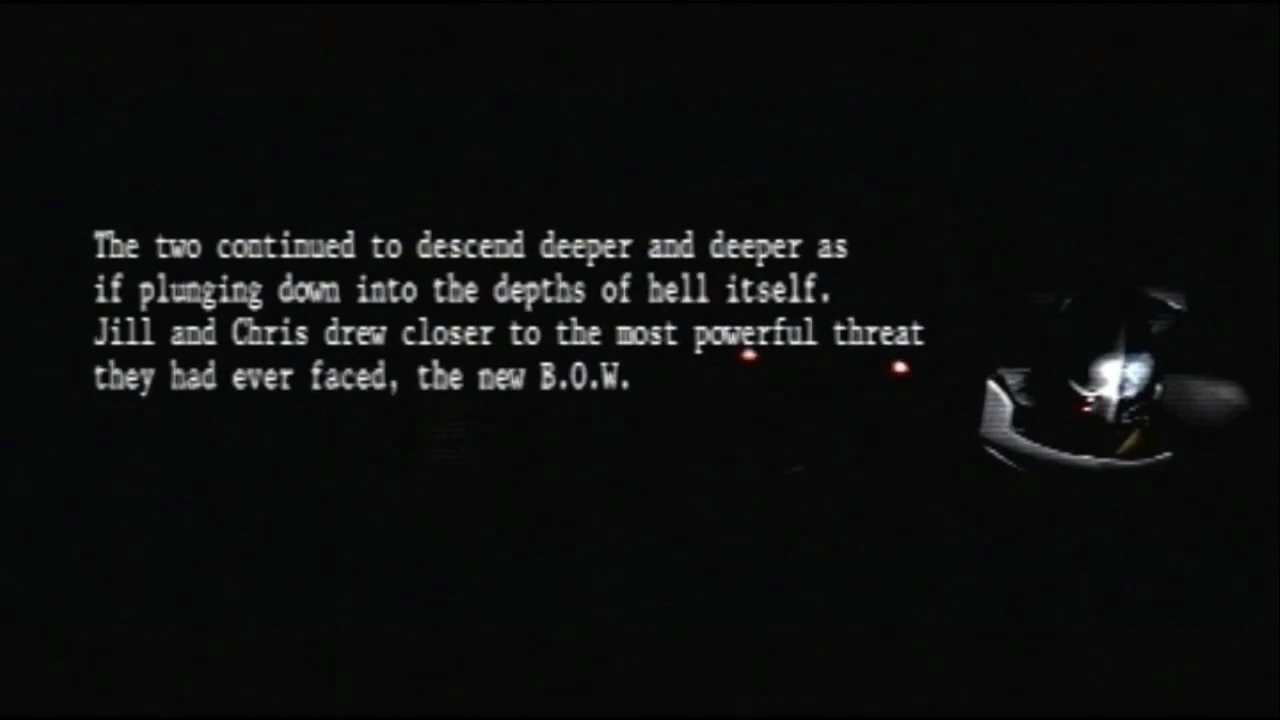 The two continued to descend deeper and deeper as
if plunging down into the depths of hell itself.
Jill and Chris drew closer to the most powerful threat
they had ever faced, the new B.O.W.